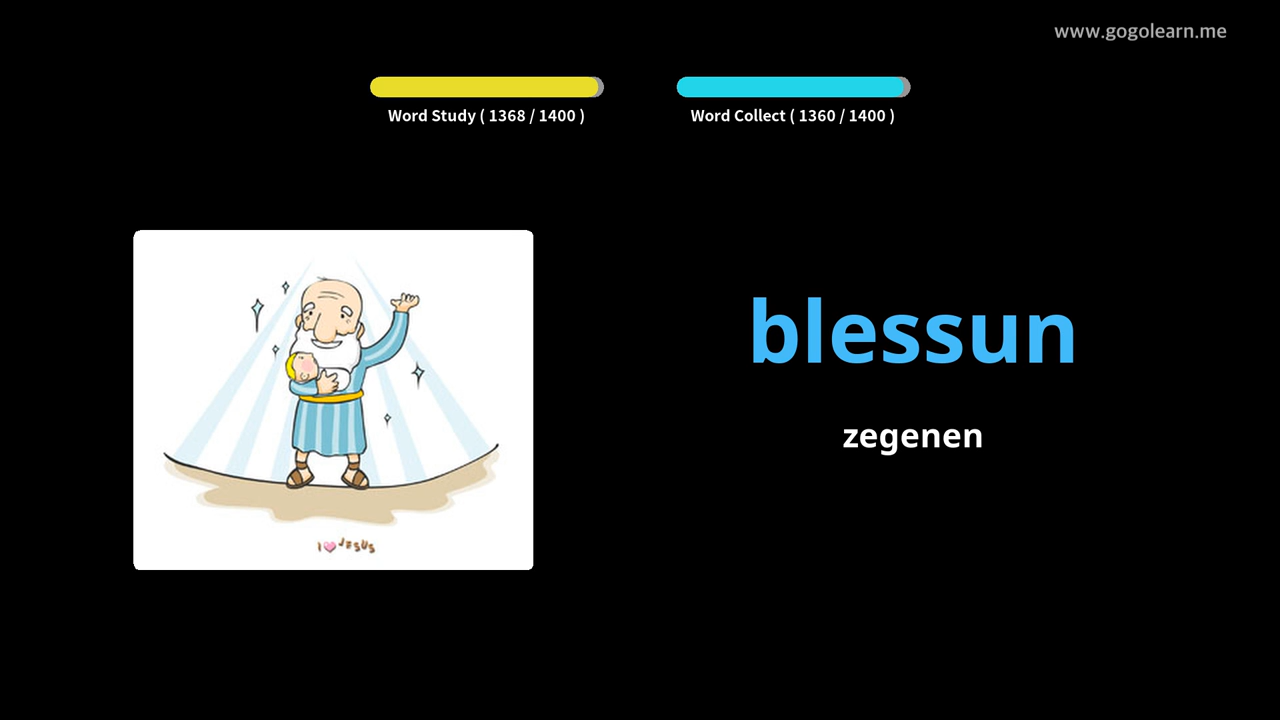 www.gogolearn.me
Word Study ( 1368 / 1400 )
Word Collect ( 1360 / 1400 )
blessun
zegenen
I JESUS